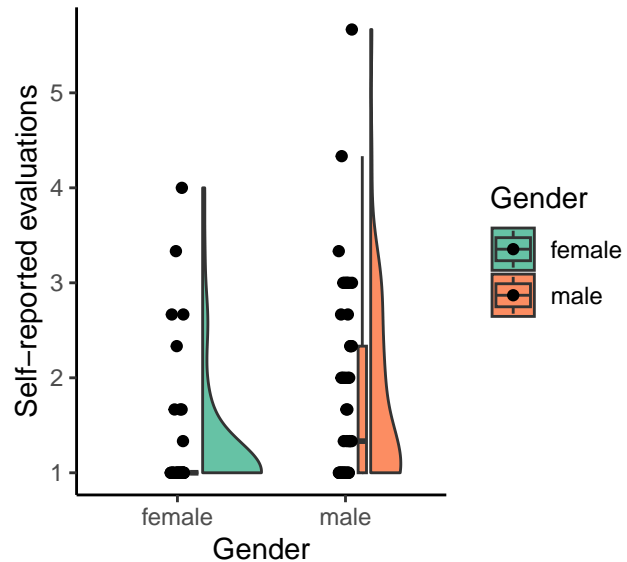 Self−reported evaluations
5
4
3
2
1
female
male
Gender
Gender
female
male